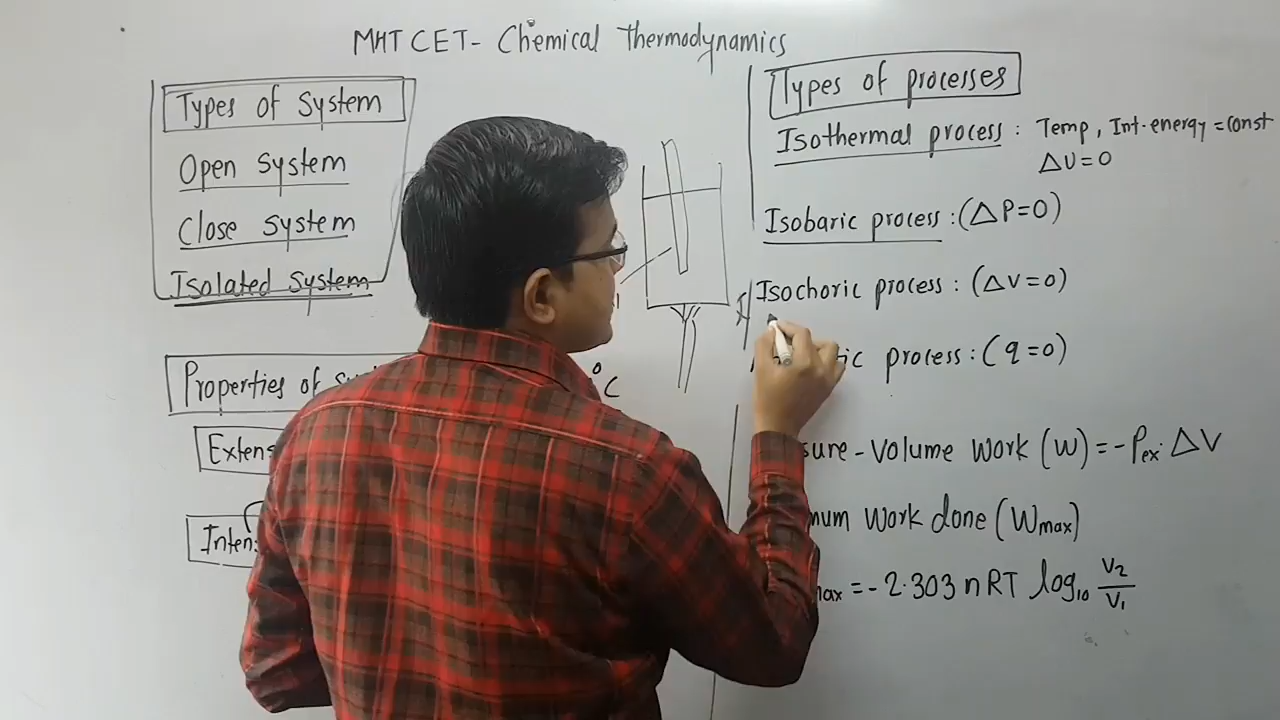 MHT CET- Chemical Thermodynamics
Types of System
Open System
Close System
Isolated System
Properties of
°C
Types of processes
Isothermal process : Temp, Int.energy = const
ΔU=0
Isobaric process : (ΔP=0)
Isochoric process : (ΔV=0)
process : (q=0)
-Volume Work (W) = -Pex. ΔV
Work done (Wmax)
= -2.303 nRT log10 V2/V1